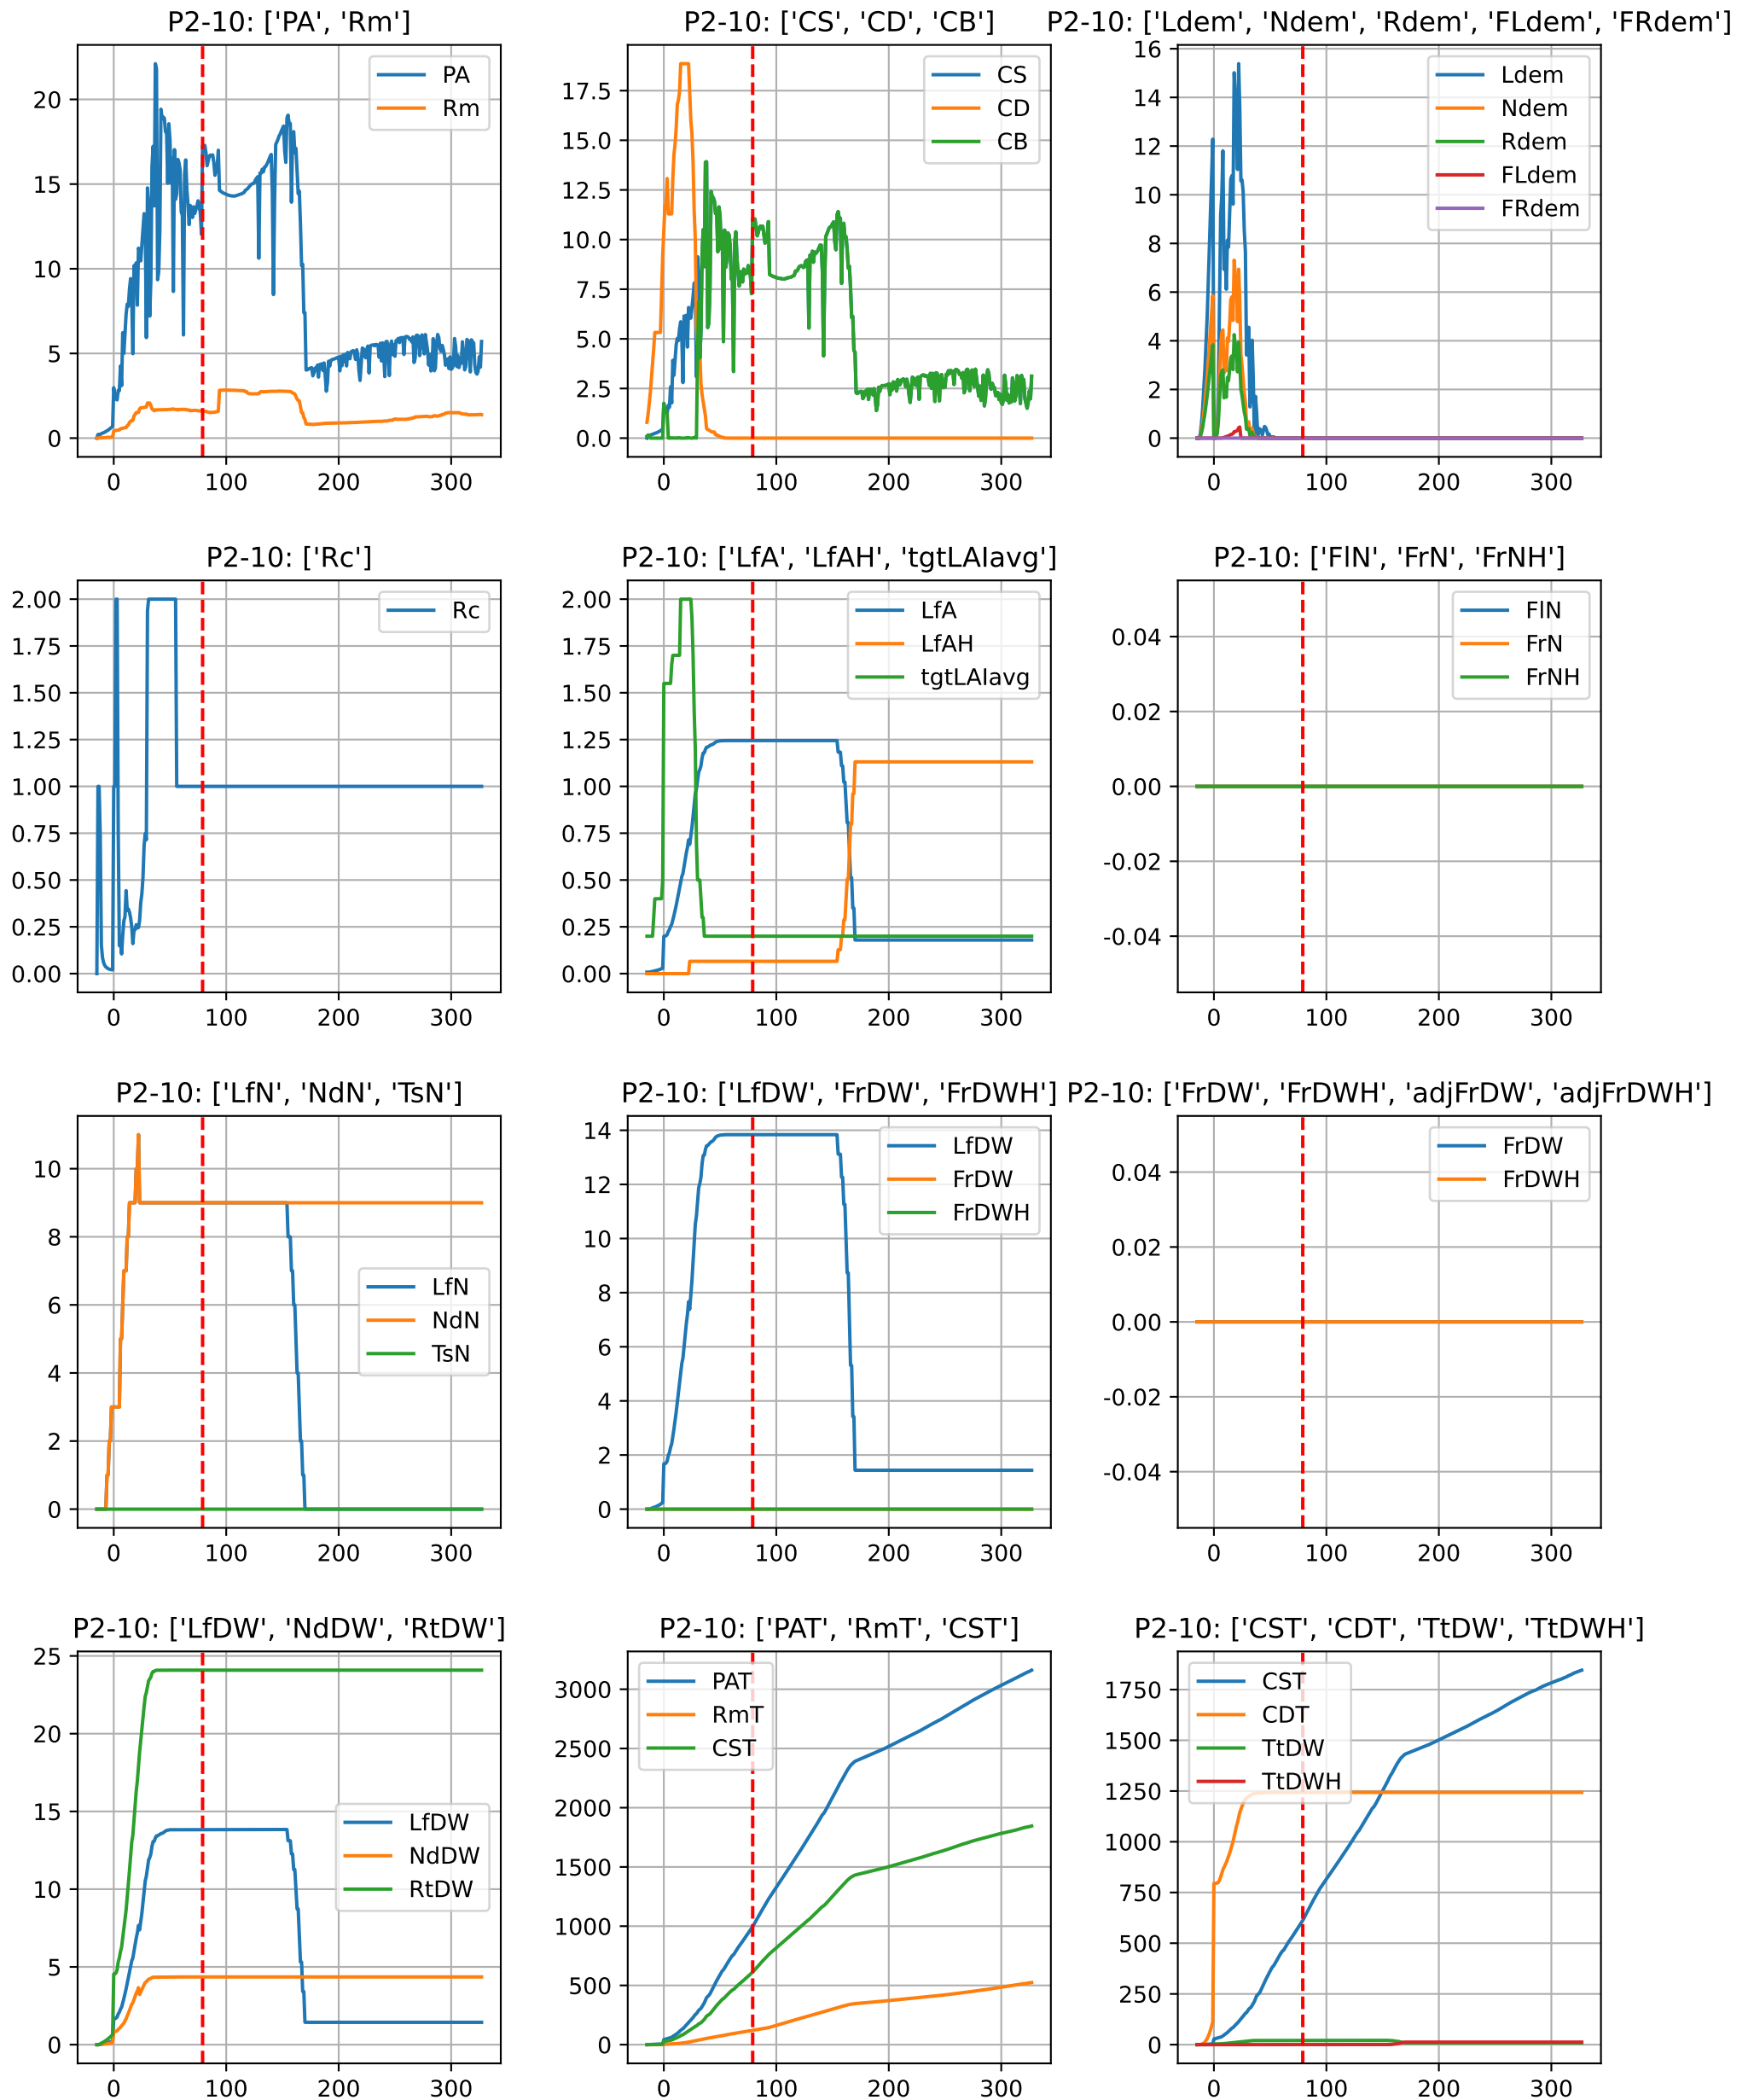 P2-10: ['PA', 'Rm']
20
15
10
5
0
0 100 200 300
PA
Rm
P2-10: ['CS', 'CD', 'CB']
17.5
15.0
12.5
10.0
7.5
5.0
2.5
0.0
0 100 200 300
CS
CD
CB
P2-10: ['Ldem', 'Ndem', 'Rdem', 'FLdem', 'FRdem']
16
14
12
10
8
6
4
2
0
0 100 200 300
Ldem
Ndem
Rdem
FLdem
FRdem
P2-10: ['Rc']
2.00
1.75
1.50
1.25
1.00
0.75
0.50
0.25
0.00
0 100 200 300
Rc
P2-10: ['LfA', 'LfAH', 'tgtLAIavg']
2.00
1.75
1.50
1.25
1.00
0.75
0.50
0.25
0.00
0 100 200 300
LfA
LfAH
tgtLAIavg
P2-10: ['FlN', 'FrN', 'FrNH']
0.04
0.02
0.00
-0.02
-0.04
0 100 200 300
FlN
FrN
FrNH
P2-10: ['LfN', 'NdN', 'TsN']
10
8
6
4
2
0
0 100 200 300
LfN
NdN
TsN
P2-10: ['LfDW', 'FrDW', 'FrDWH']
14
12
10
8
6
4
2
0
0 100 200 300
LfDW
FrDW
FrDWH
P2-10: ['FrDW', 'FrDWH', 'adjFrDW', 'adjFrDWH']
0.04
0.02
0.00
-0.02
-0.04
0 100 200 300
FrDW
FrDWH
P2-10: ['LfDW', 'NdDW', 'RtDW']
25
20
15
10
5
0
0 100 200 300
LfDW
NdDW
RtDW
P2-10: ['PAT', 'RmT', 'CST']
3000
2500
2000
1500
1000
500
0
0 100 200 300
PAT
RmT
CST
P2-10: ['CST', 'CDT', 'TtDW', 'TtDWH']
1750
1500
1250
1000
750
500
250
0
0 100 200 300
CST
CDT
TtDW
TtDWH